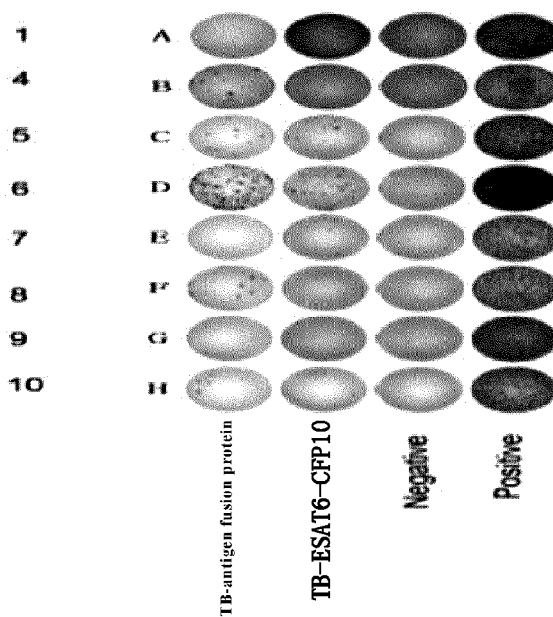 1 A
4 B
5 C
6 D
7 E
8 F
9 G
10 H
TB-antigen fusion protein
TB-ESAT6-CFP10
Negative
Positive